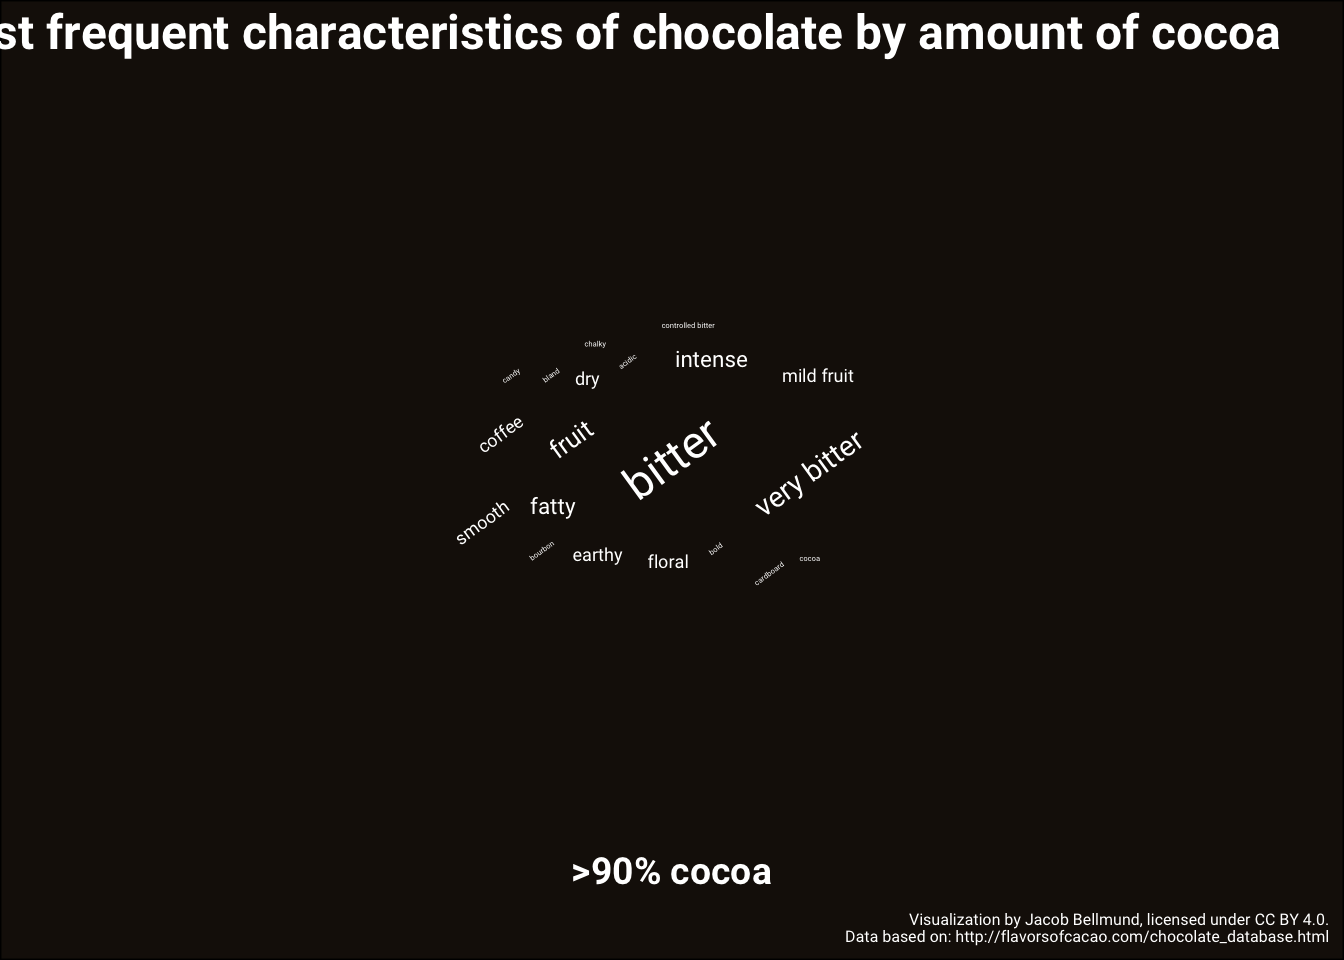 st frequent characteristics of chocolate by amount of cocoa
controlled bitter
chalky
intense
acidic
candy
bland
dry
mild fruit
coffee
fruit
bitter
very bitter
smooth
fatty
bourbon
earthy
floral
bold
cardboard
cocoa
>90% cocoa
Visualization by Jacob Bellmund, licensed under CC BY 4.0.
Data based on: http://flavorsofcacao.com/chocolate_database.html